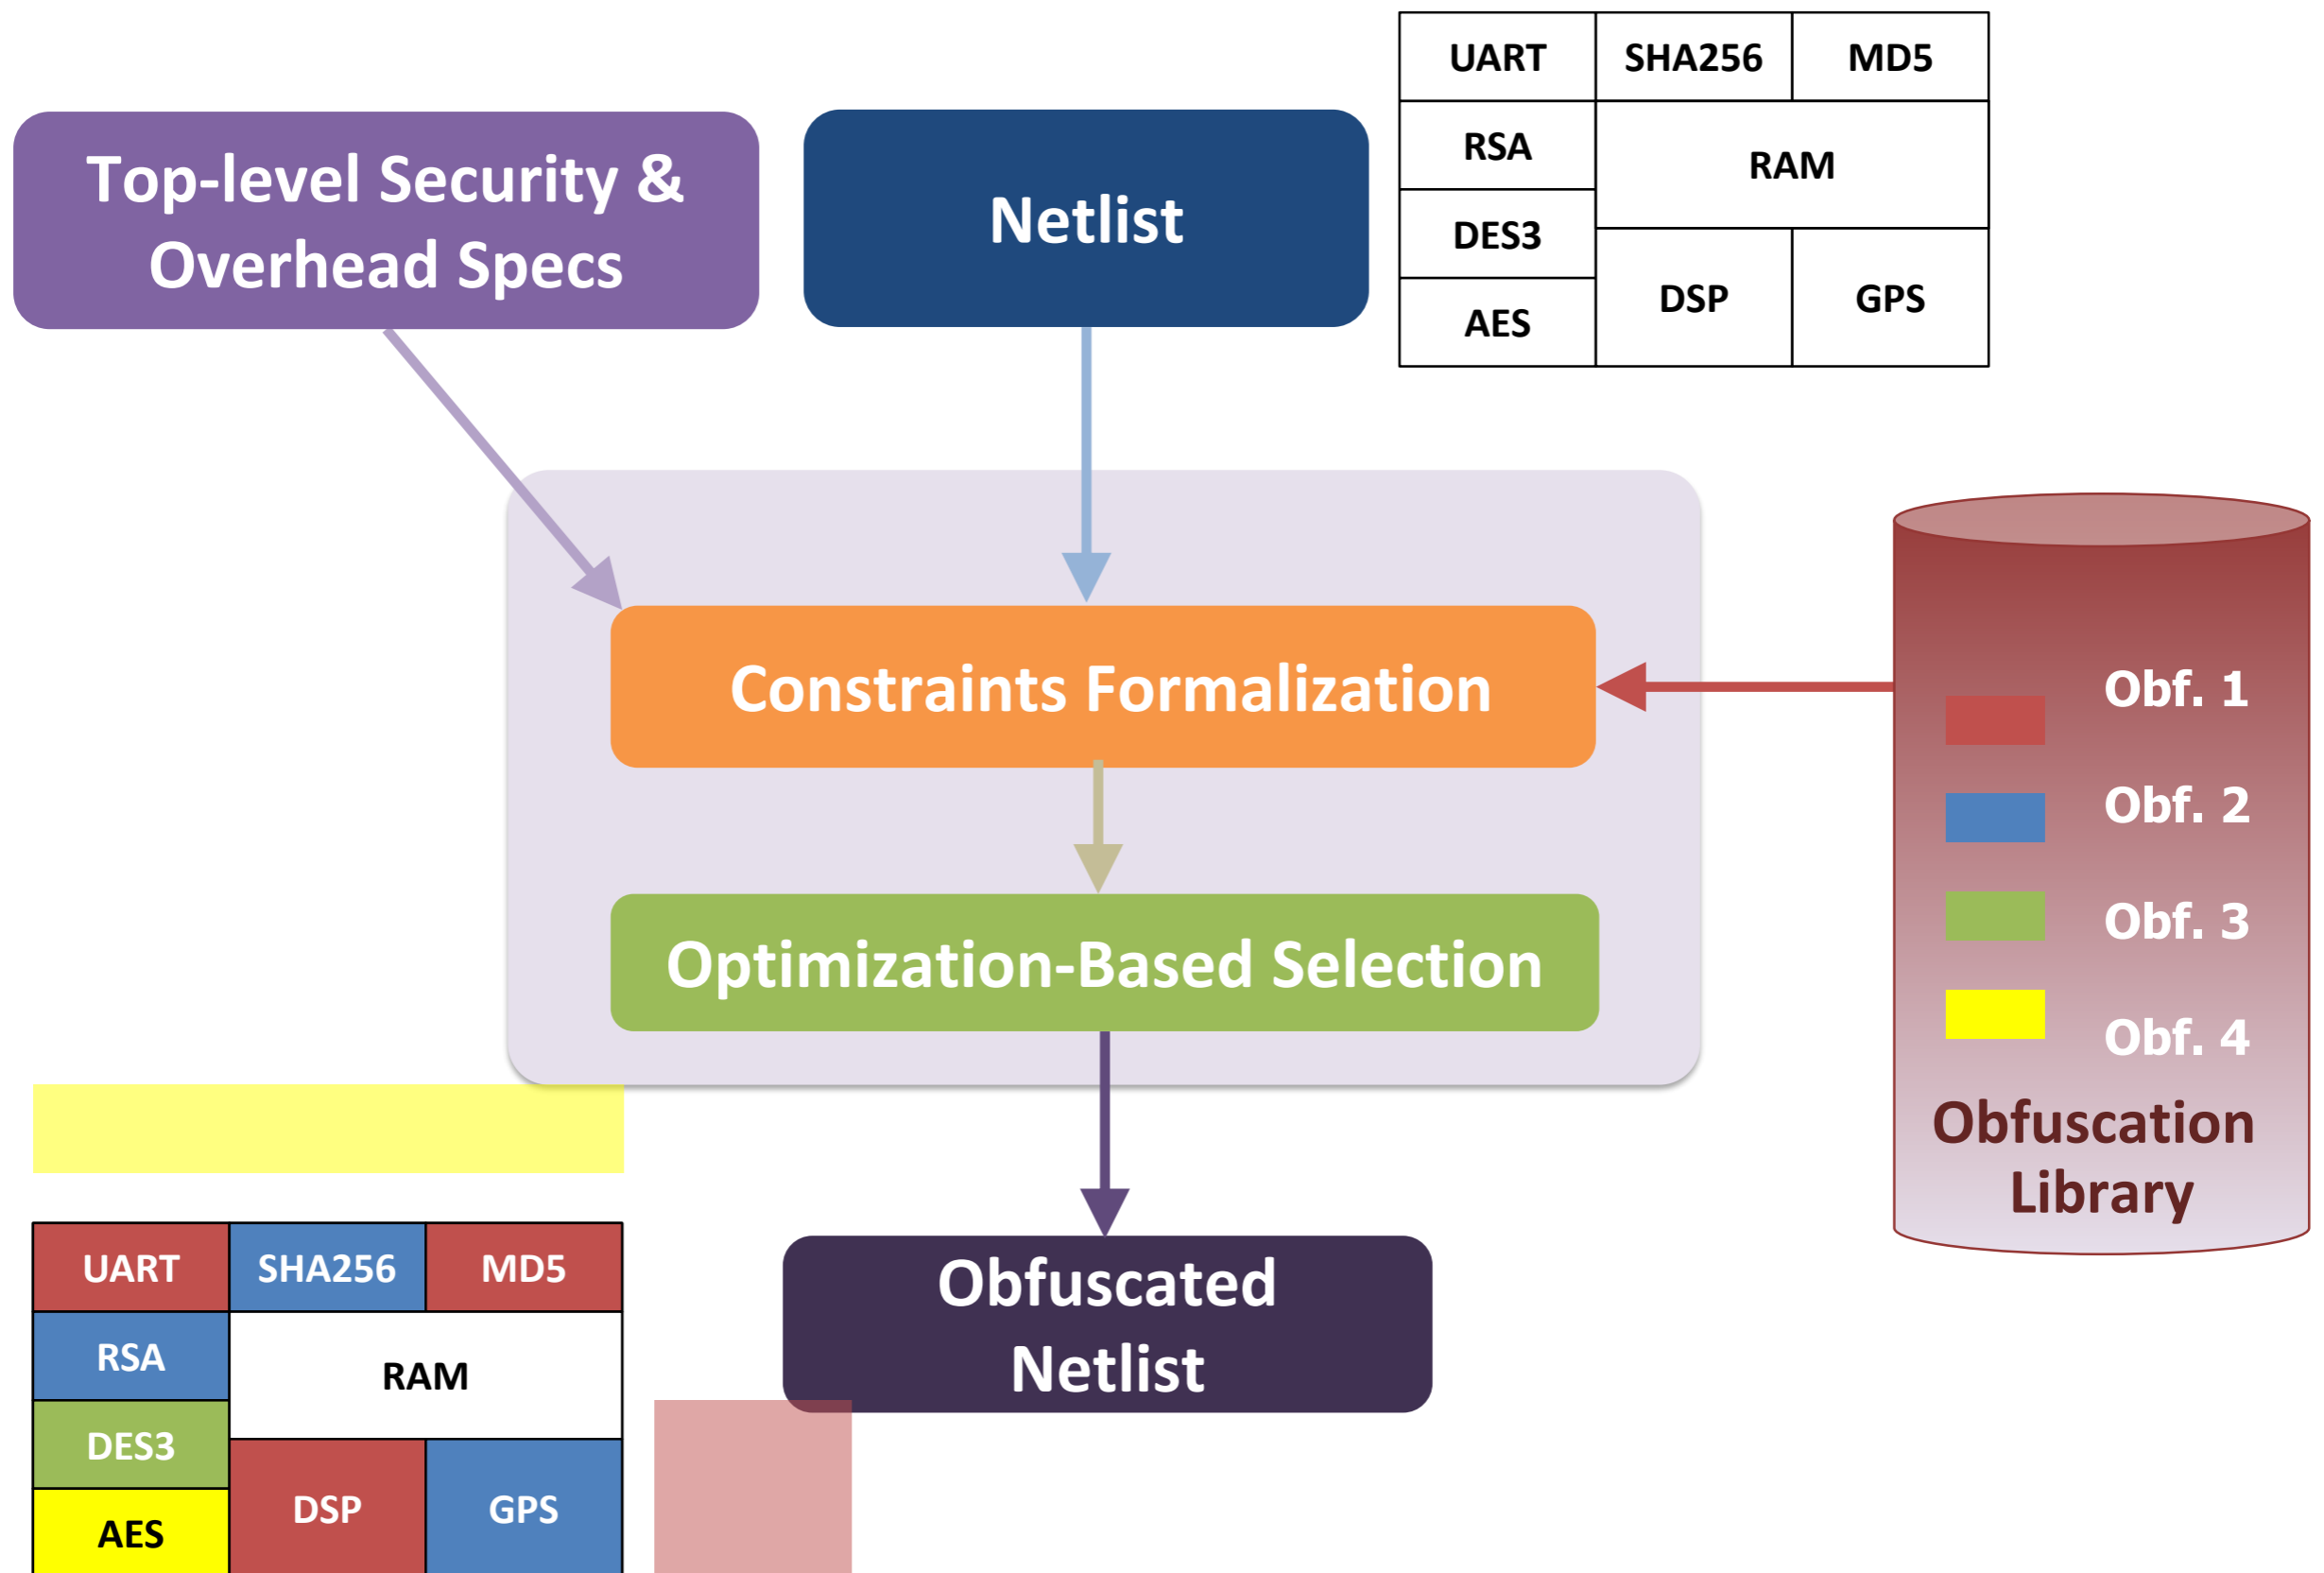 UART SHA256 MD5
RSA
RAM
DES3
DSP GPS
AES
Top-level Security &
Overhead Specs
Netlist
Constraints Formalization
Optimization-Based Selection
Obf. 1
Obf. 2
Obf. 3
Obf. 4
Obfuscation
Library
Obfuscated
Netlist
UART SHA256 MD5
RSA
RAM
DES3
DSP GPS
AES